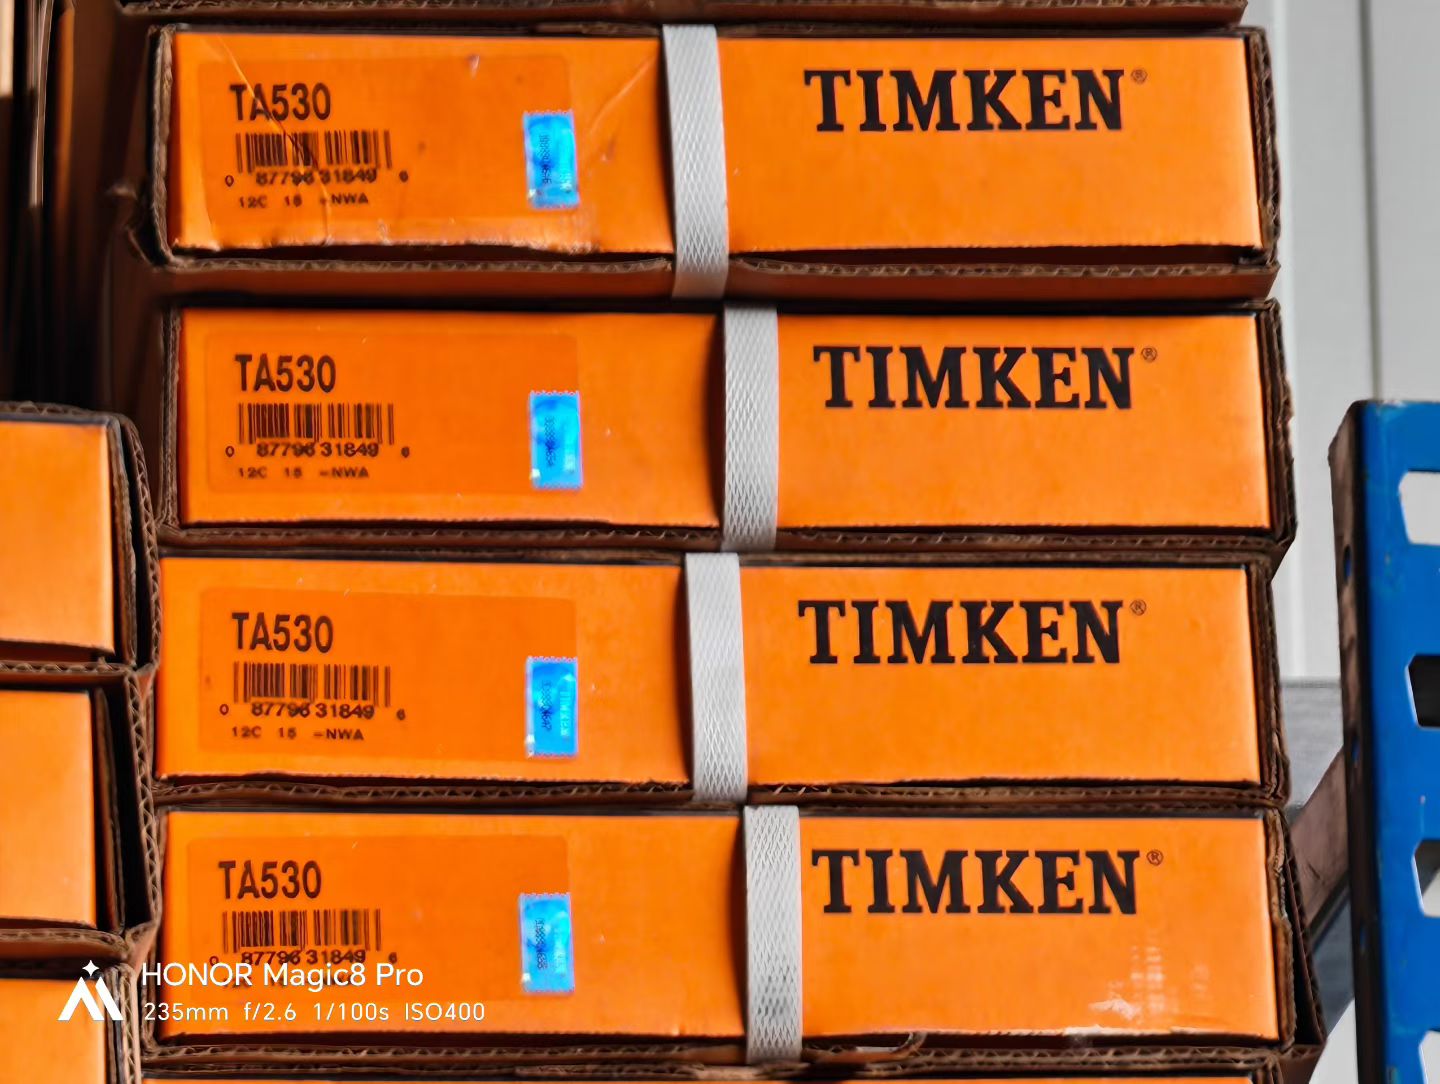 TA530
TIMKEN®
0 87796 31849 6
12C 15 -NWA
TA530
TIMKEN®
0 87796 31849 6
12C 15 -NWA
TA530
TIMKEN®
0 87796 31849 6
12C 15 -NWA
TA530
TIMKEN®
0 87796 31849 6
HONOR Magic8 Pro
235mm f/2.6 1/100s ISO400